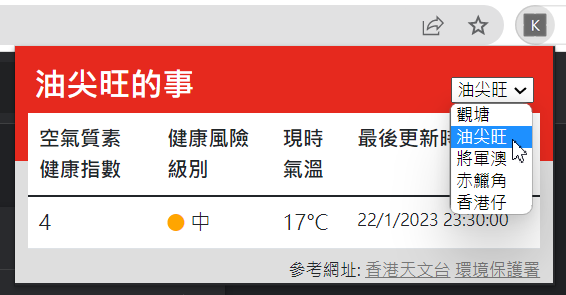 K
油尖旺的事
油尖旺
觀塘
油尖旺
將軍澳
赤鱲角
香港仔
空氣質素
健康指數
健康風險
級別
現時
氣溫
最後更新時
4
中
17°C
22/1/2023 23:30:00
參考網址: 香港天文台 環境保護署